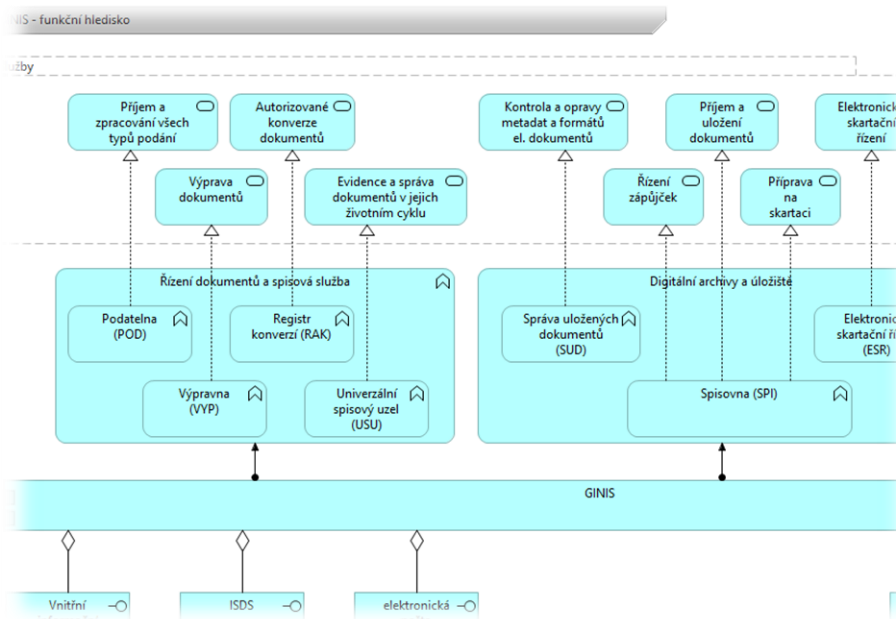 NIS - funkční hledisko
žby
Příjem a
zpracování všech
typů podání
Autorizované
konverze
dokumentů
Kontrola a opravy
metadat a formátů
el. dokumentů
Příjem a
uložení
dokumentů
Elektronick
skartační
řízení
Výprava
dokumentů
Evidence a správa
dokumentů v jejich
životním cyklu
Řízení
zápůjček
Příprava
na
skartaci
Řízení dokumentů a spisová služba
Digitální archivy a úložiště
Podatelna
(POD)
Registr
konverzí (RAK)
Správa uložených
dokumentů
(SUD)
Elektronic
skartační ří
(ESR)
Výpravna
(VYP)
Univerzální
spisový uzel
(USU)
Spisovna (SPI)
GINIS
Vnitřní
ISDS
elektronická